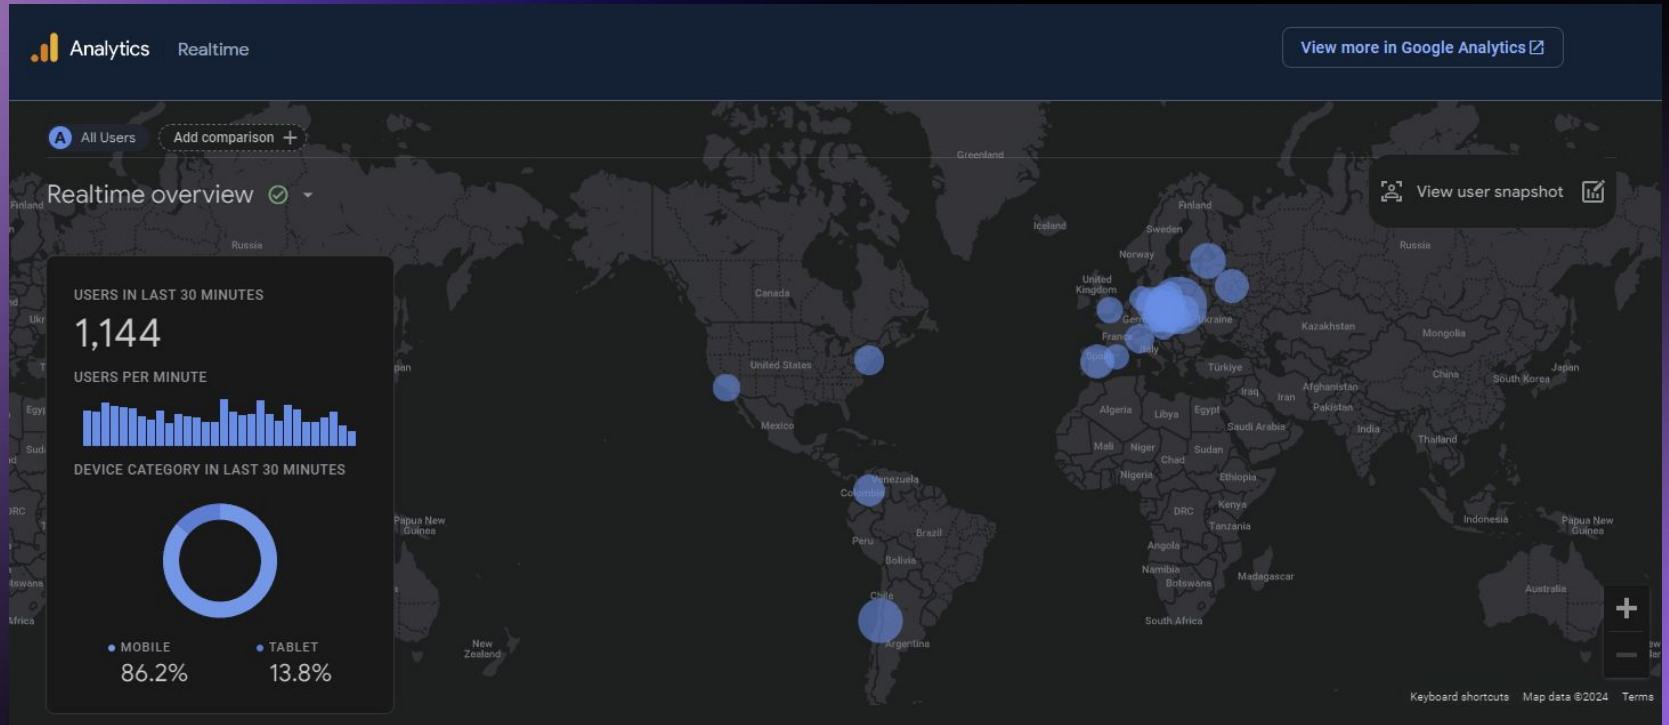 Analytics Realtime
View more in Google Analytics
A All Users
Add comparison +
Realtime overview
View user snapshot
USERS IN LAST 30 MINUTES
1,144
USERS PER MINUTE
DEVICE CATEGORY IN LAST 30 MINUTES
MOBILE
86.2%
TABLET
13.8%
Finland
Russia
Greenland
Iceland
Finland
Sweden
Norway
Russia
United
Kingdom
Canada
Ukraine
France
Italy
Spain
Kazakhstan
Mongolia
United States
Türkiye
China
South Korea
Japan
Iraq
Iran
Afghanistan
Pakistan
Mexico
Algeria
Libya
Egypt
Saudi Arabia
India
Thailand
Mali
Niger
Chad
Sudan
Nigeria
Ethiopia
Venezuela
Colombia
DRC
Kenya
Tanzania
Indonesia
Papua New
Guinea
Papua New
Guinea
Peru
Brazil
Bolivia
Angola
Namibia
Botswana
Madagascar
Chile
Argentina
South Africa
Australia
New
Zealand
Keyboard shortcuts Map data ©2024 Terms